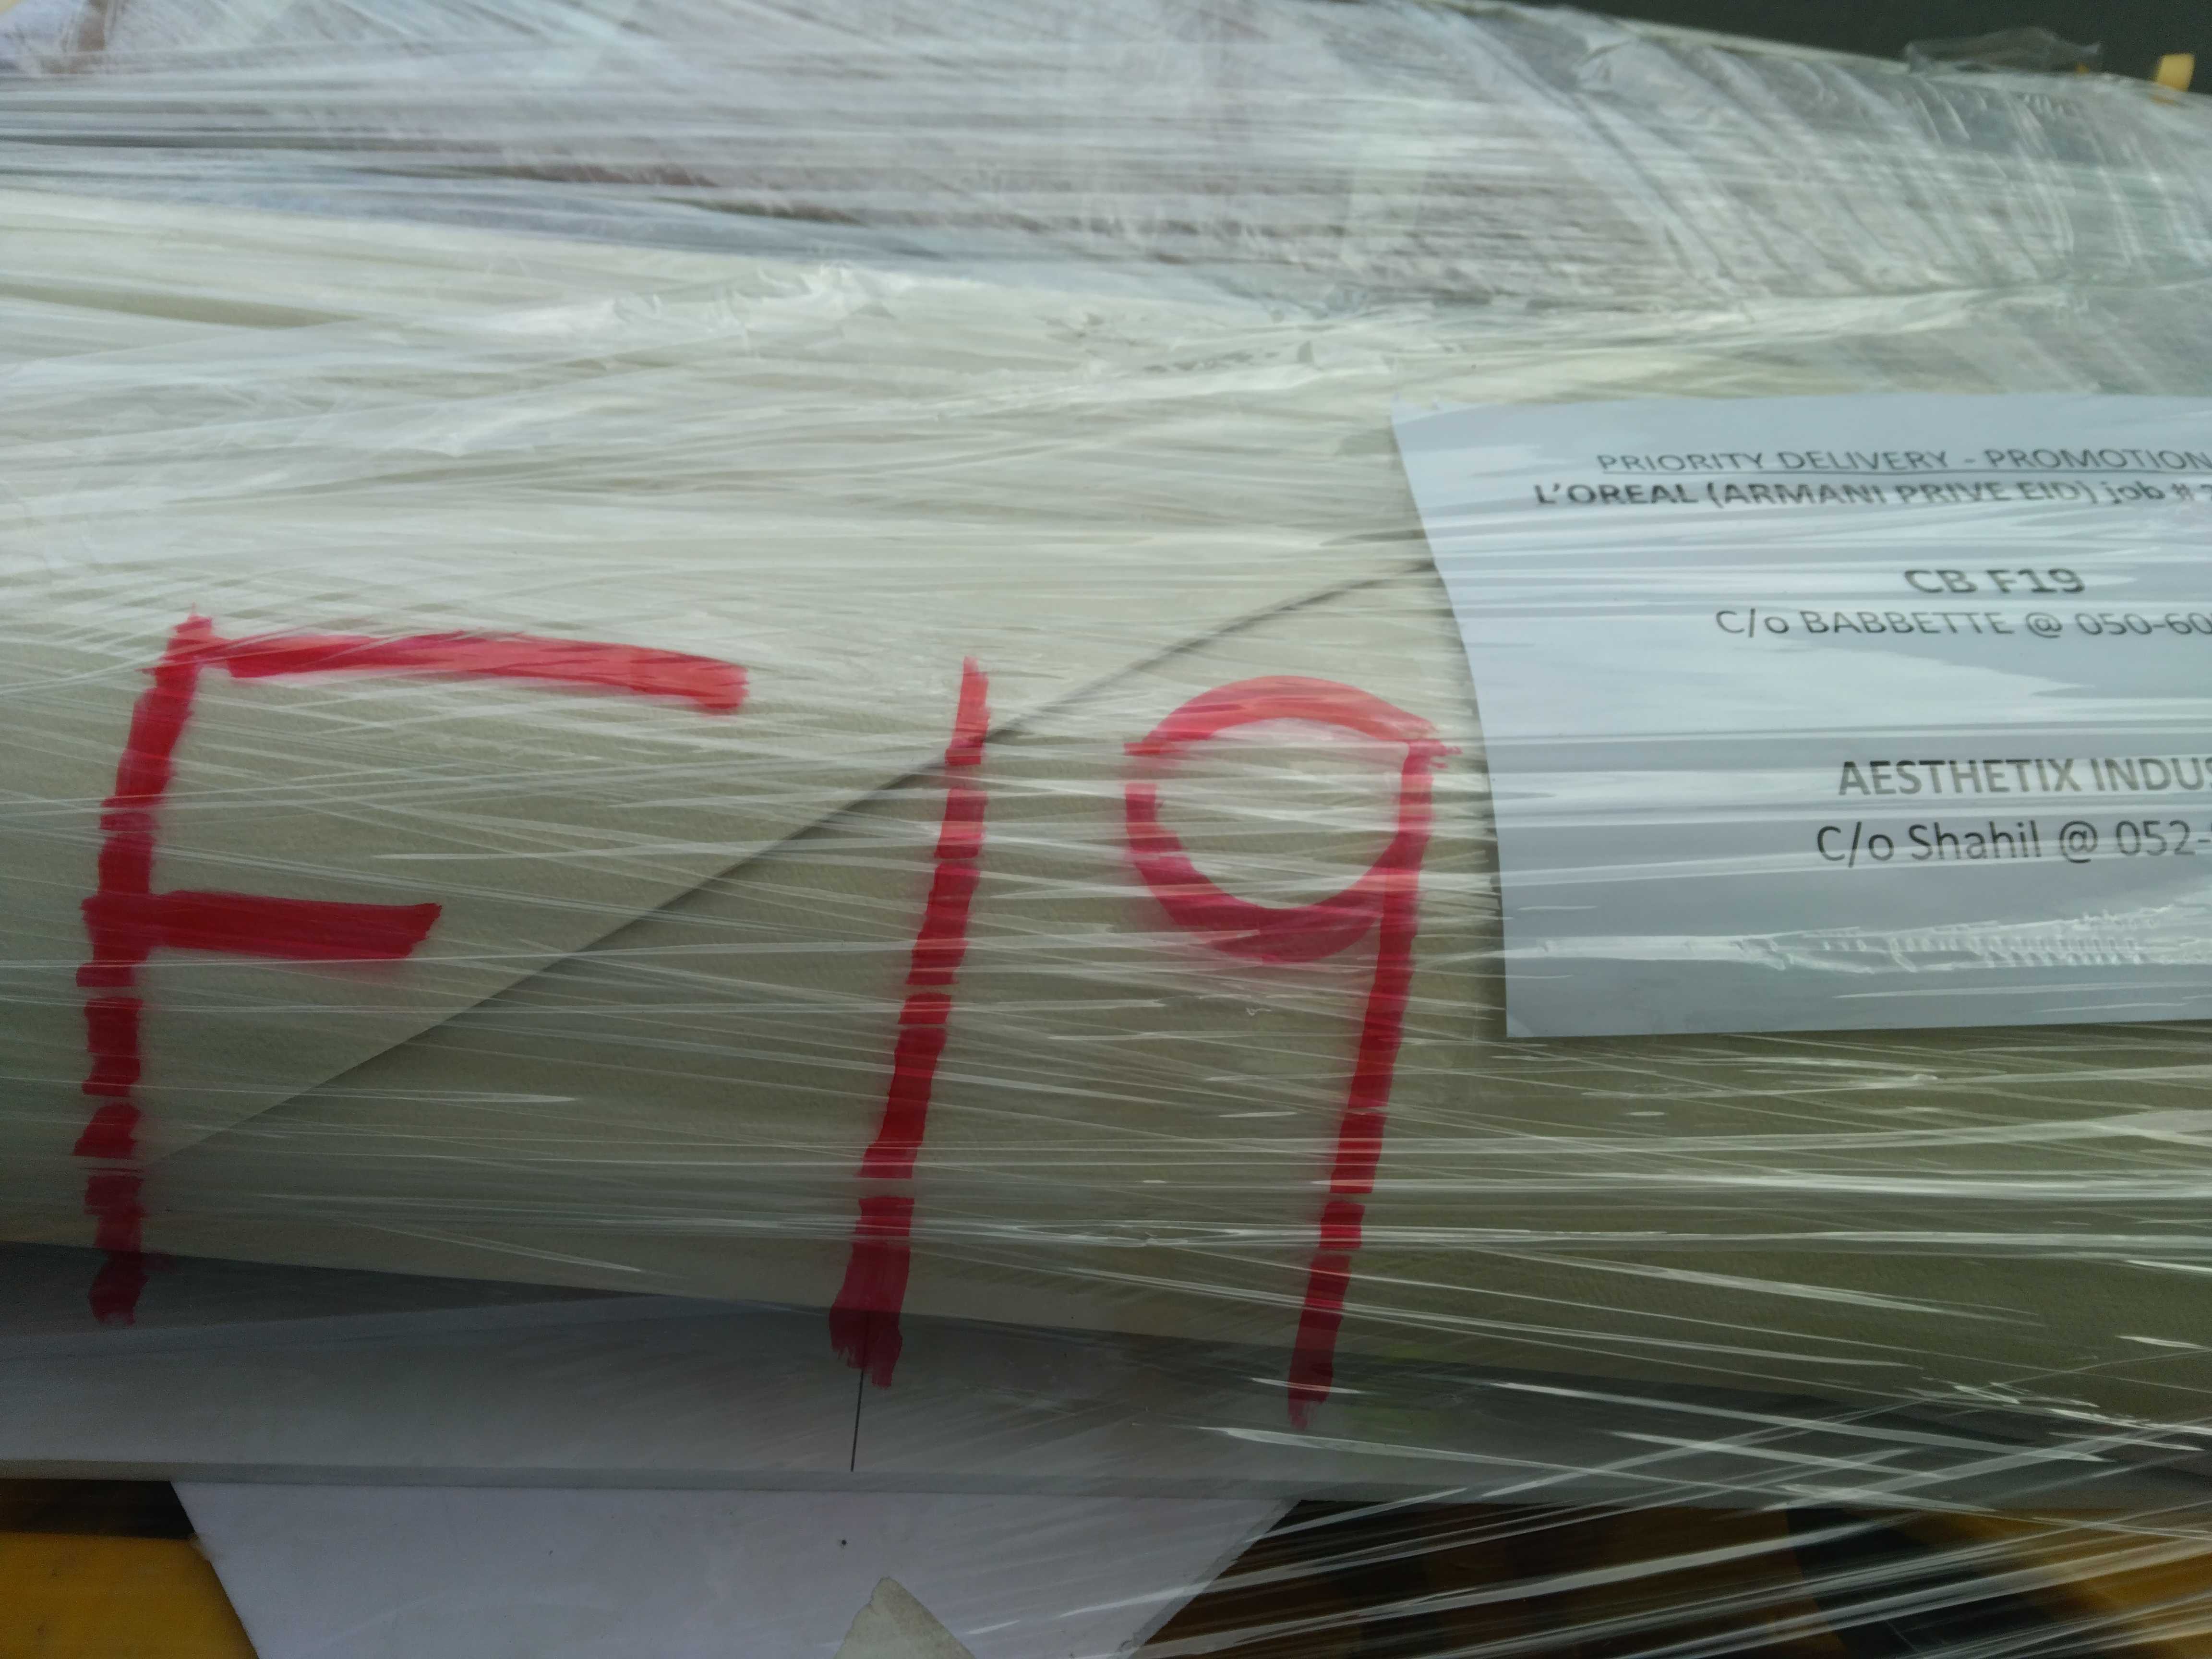 F19
PRIORITY DELIVERY - PROMOTION
L'OREAL (ARMANI PRIVE EID) job #
CB F19
C/o BABBETTE @ 050-60
AESTHETIX INDUS
C/o Shahil @ 052-